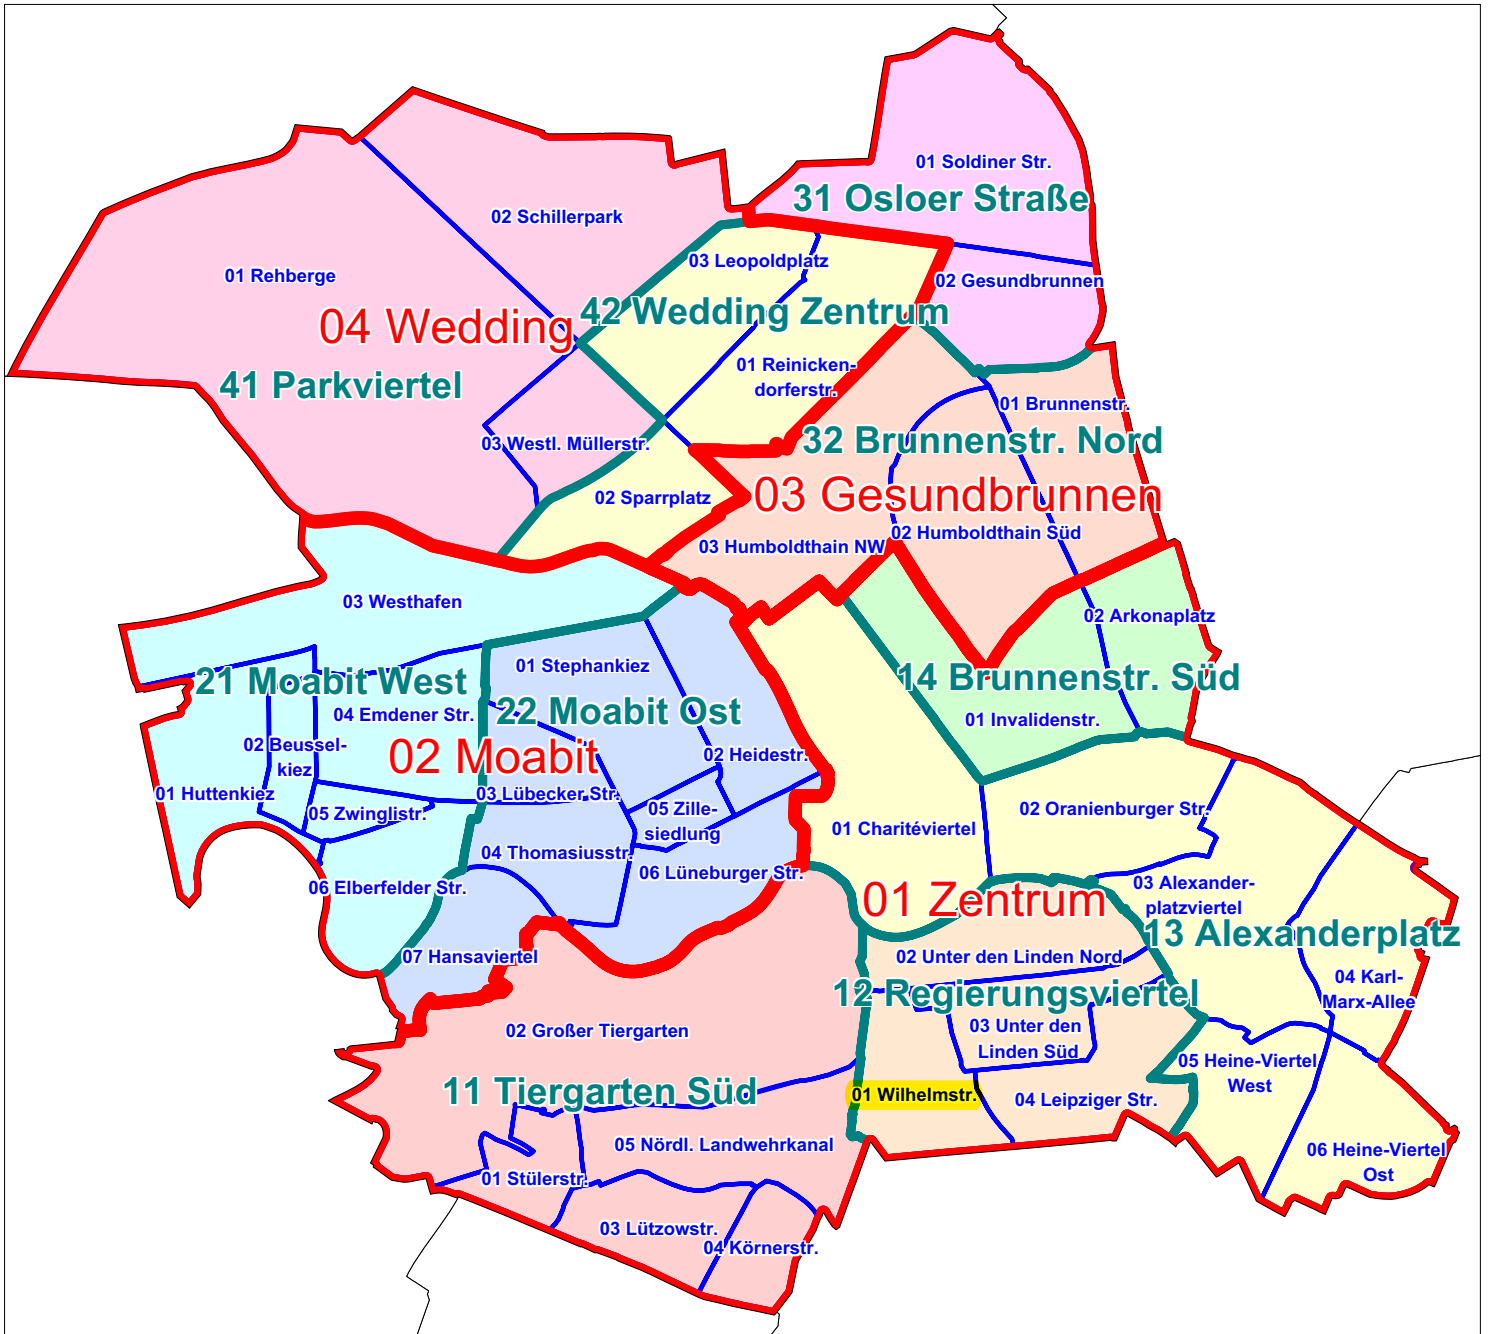 01 Soldiner Str.
31 Osloer Straße
02 Schillerpark
03 Leopoldplatz
01 Rehberge
02 Gesundbrunnen
42 Wedding Zentrum
04 Wedding
01 Reinicken-
dorferstr.
41 Parkviertel
01 Brunnenstr.
03 Westl. Müllerstr.
32 Brunnenstr. Nord
02 Sparrplatz
03 Gesundbrunnen
02 Humboldthain Süd
03 Humboldthain NW
03 Westhafen
02 Arkonaplatz
01 Stephankiez
21 Moabit West
14 Brunnenstr. Süd
04 Emdener Str.
22 Moabit Ost
01 Invalidenstr.
02 Beussel-
kiez
02 Moabit
02 Heidestr.
01 Huttenkiez
03 Lübecker Str.
05 Zwinglistr.
05 Zille-
siedlung
02 Oranienburger Str.
01 Charitéviertel
04 Thomasiusstr.
06 Lüneburger Str.
06 Elberfelder Str.
03 Alexander-
platzviertel
01 Zentrum
13 Alexanderplatz
07 Hansaviertel
02 Unter den Linden Nord
04 Karl-
Marx-Allee
12 Regierungsviertel
02 Großer Tiergarten
03 Unter den
Linden Süd
05 Heine-Viertel
West
11 Tiergarten Süd
01 Wilhelmstr.
04 Leipziger Str.
05 Nördl. Landwehrkanal
06 Heine-Viertel
Ost
01 Stülerstr.
03 Lützowstr.
04 Körnerstr.